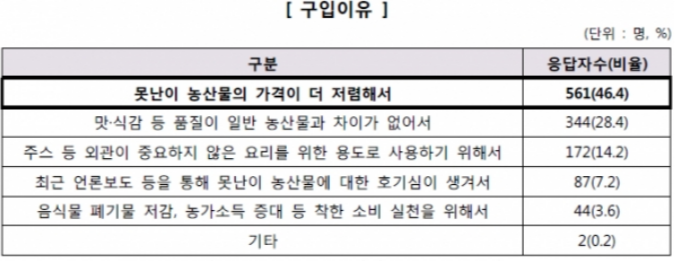 [ 구입이유 ]
(단위 : 명, %)
구분 응답자수(비율)
못난이 농산물의 가격이 더 저렴해서 561(46.4)
맛·식감 등 품질이 일반 농산물과 차이가 없어서 344(28.4)
주스 등 외관이 중요하지 않은 요리를 위한 용도로 사용하기 위해서 172(14.2)
최근 언론보도 등을 통해 못난이 농산물에 대한 호기심이 생겨서 87(7.2)
음식물 폐기물 저감, 농가소득 증대 등 착한 소비 실천을 위해서 44(3.6)
기타 2(0.2)